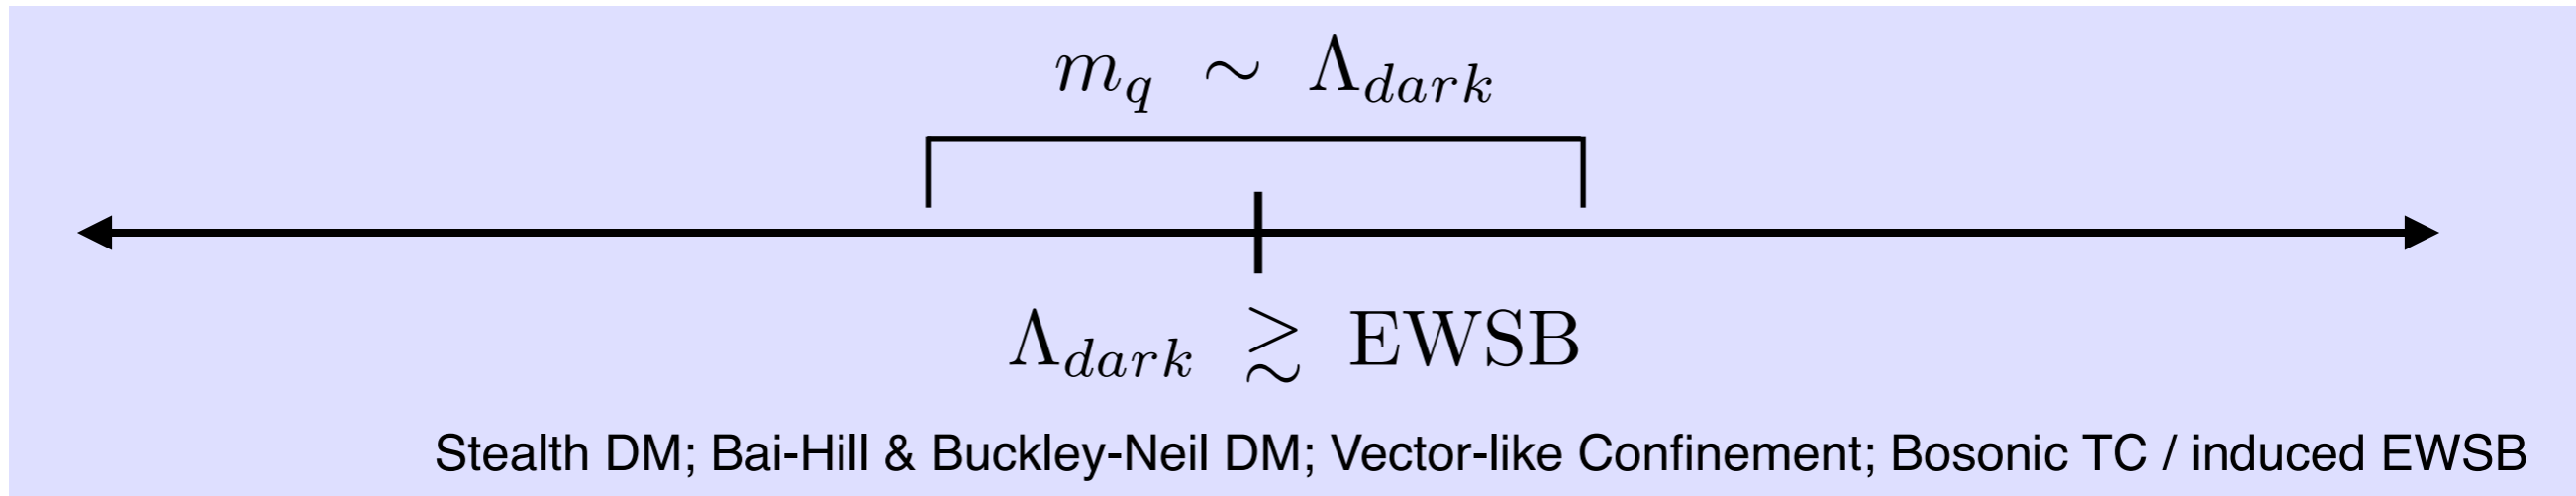 m_q ~ Λ_dark
Λ_dark ≳ EWSB
Stealth DM; Bai-Hill & Buckley-Neil DM; Vector-like Confinement; Bosonic TC / induced EWSB